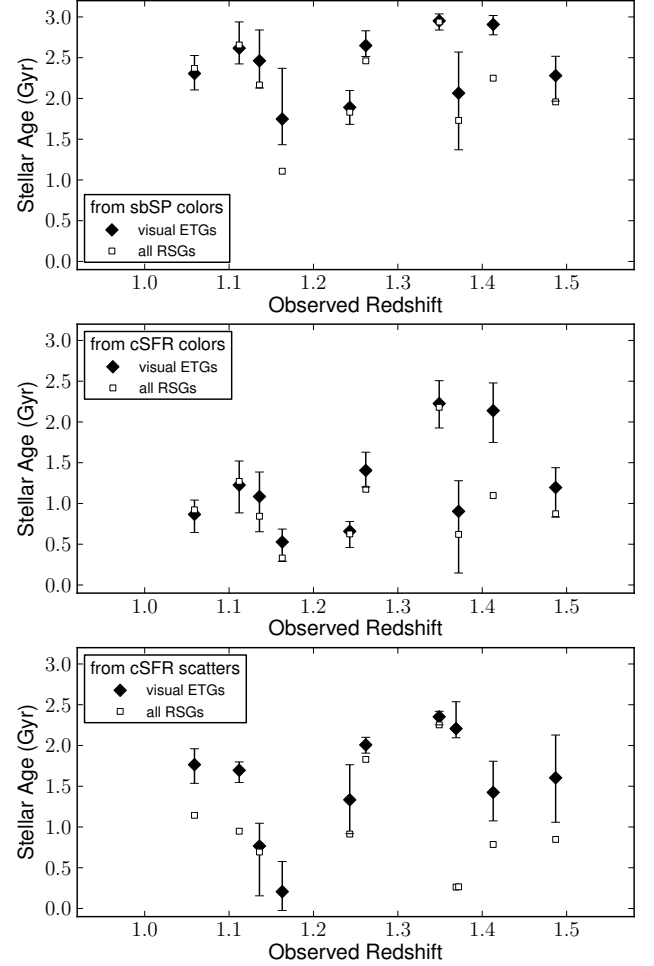 3.0
2.5
2.0
1.5
1.0
0.5
0.0
Stellar Age (Gyr)
from sbSP colors
visual ETGs
all RSGs
1.0 1.1 1.2 1.3 1.4 1.5
Observed Redshift
3.0
2.5
2.0
1.5
1.0
0.5
0.0
Stellar Age (Gyr)
from cSFR colors
visual ETGs
all RSGs
1.0 1.1 1.2 1.3 1.4 1.5
Observed Redshift
3.0
2.5
2.0
1.5
1.0
0.5
0.0
Stellar Age (Gyr)
from cSFR scatters
visual ETGs
all RSGs
1.0 1.1 1.2 1.3 1.4 1.5
Observed Redshift